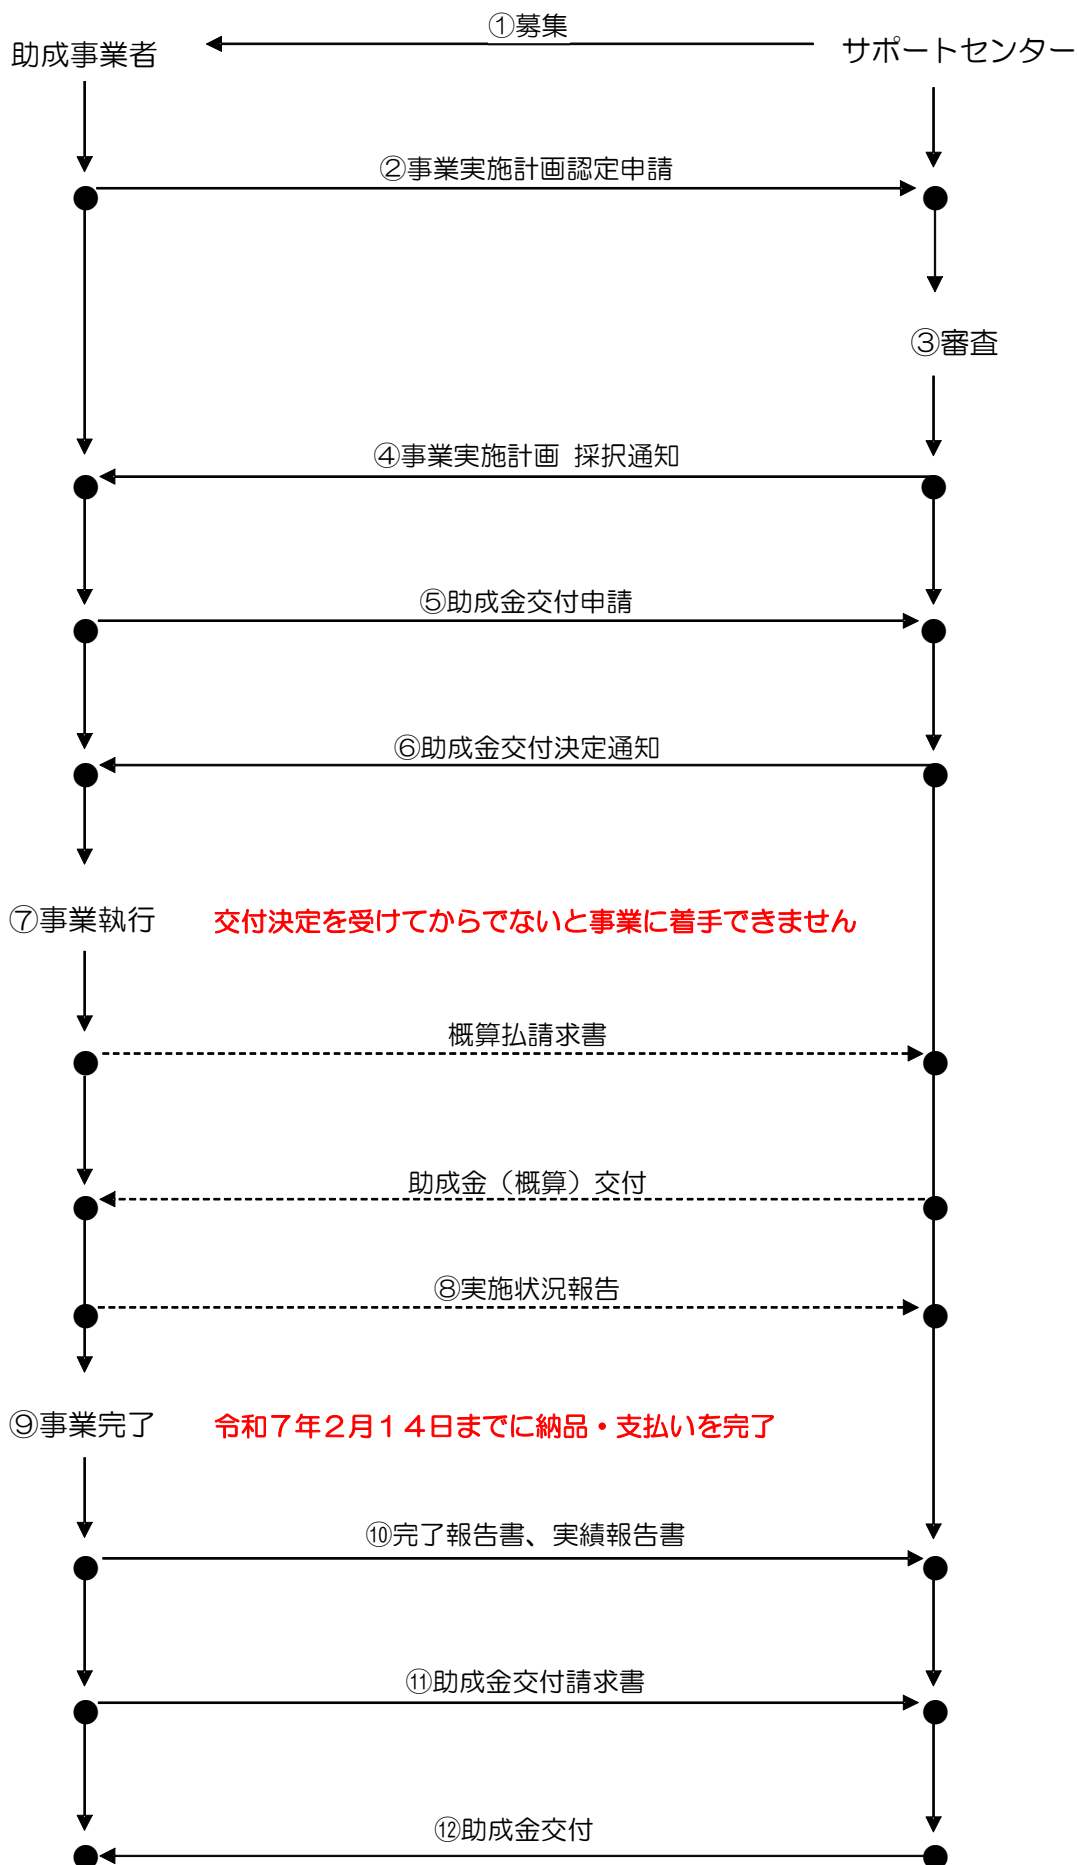 ①募集
助成事業者
サポートセンター
②事業実施計画認定申請
③審査
④事業実施計画 採択通知
⑤助成金交付申請
⑥助成金交付決定通知
⑦事業執行
交付決定を受けてからでないと事業に着手できません
概算払請求書
助成金（概算）交付
⑧実施状況報告
⑨事業完了
令和７年２月１４日までに納品・支払いを完了
⑩完了報告書、実績報告書
⑪助成金交付請求書
⑫助成金交付